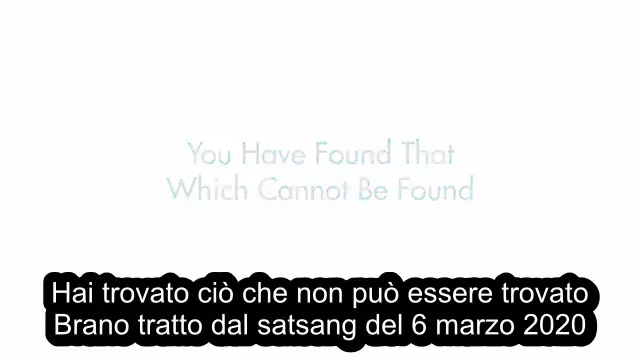 You Have Found That
Which Cannot Be Found
Hai trovato ciò che non può essere trovato
Brano tratto dal satsang del 6 marzo 2020